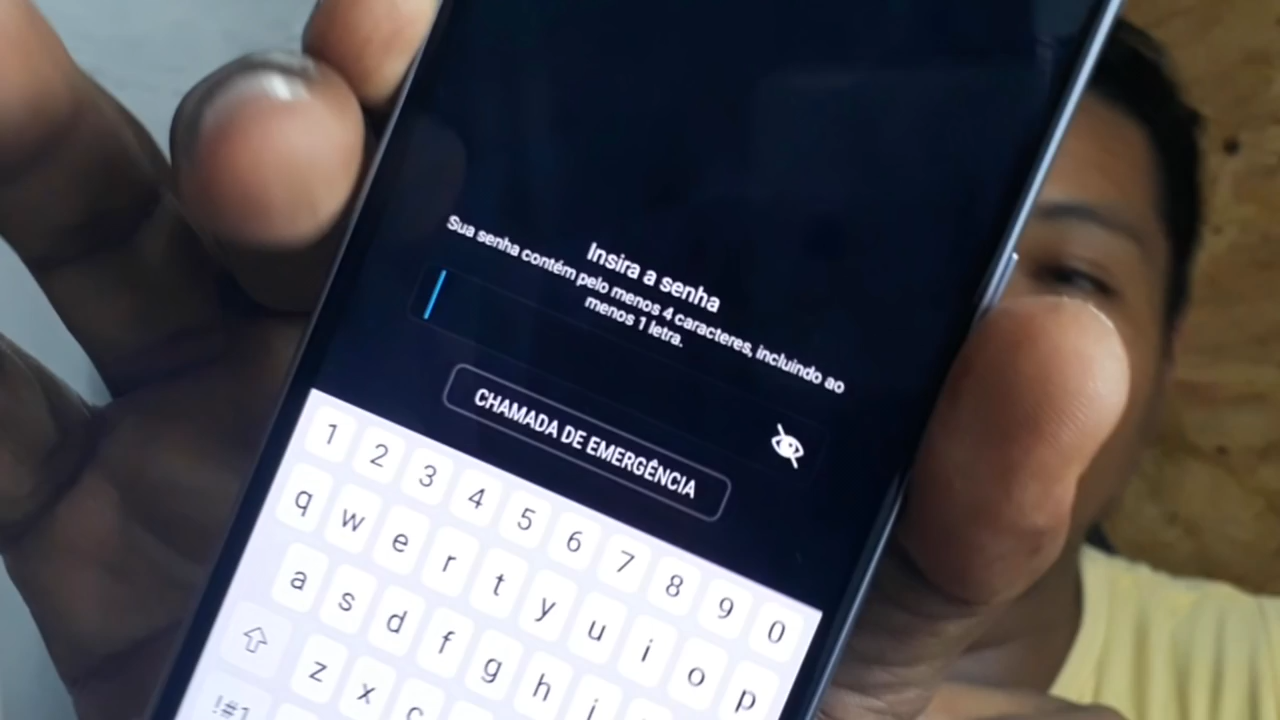 Insira a senha
Sua senha contém pelo menos 4 caracteres, incluindo ao
menos 1 letra.
CHAMADA DE EMERGÊNCIA
1 2 3 4 5 6 7 8 9 0
q w e r t y u i o p
a s d f g h
z x c
!#1